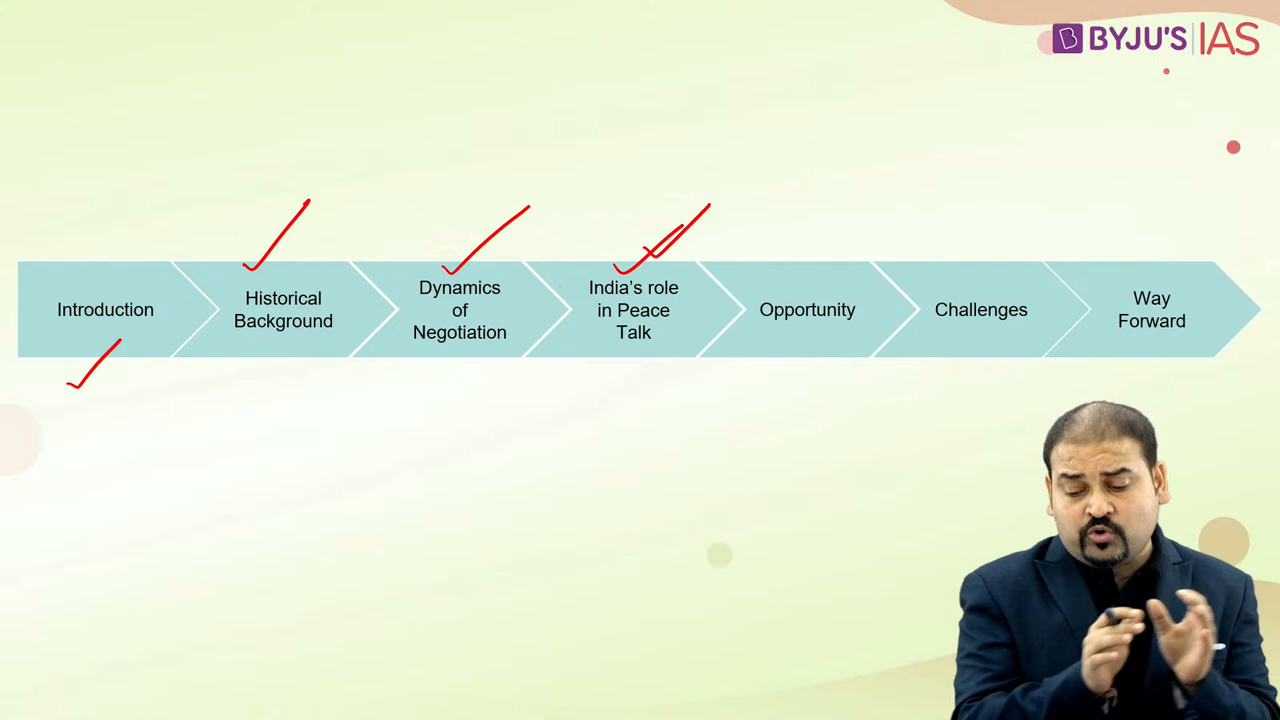 BYJU'S IAS
Introduction
Historical
Background
Dynamics
of
Negotiation
India's role
in Peace
Talk
Opportunity
Challenges
Way
Forward